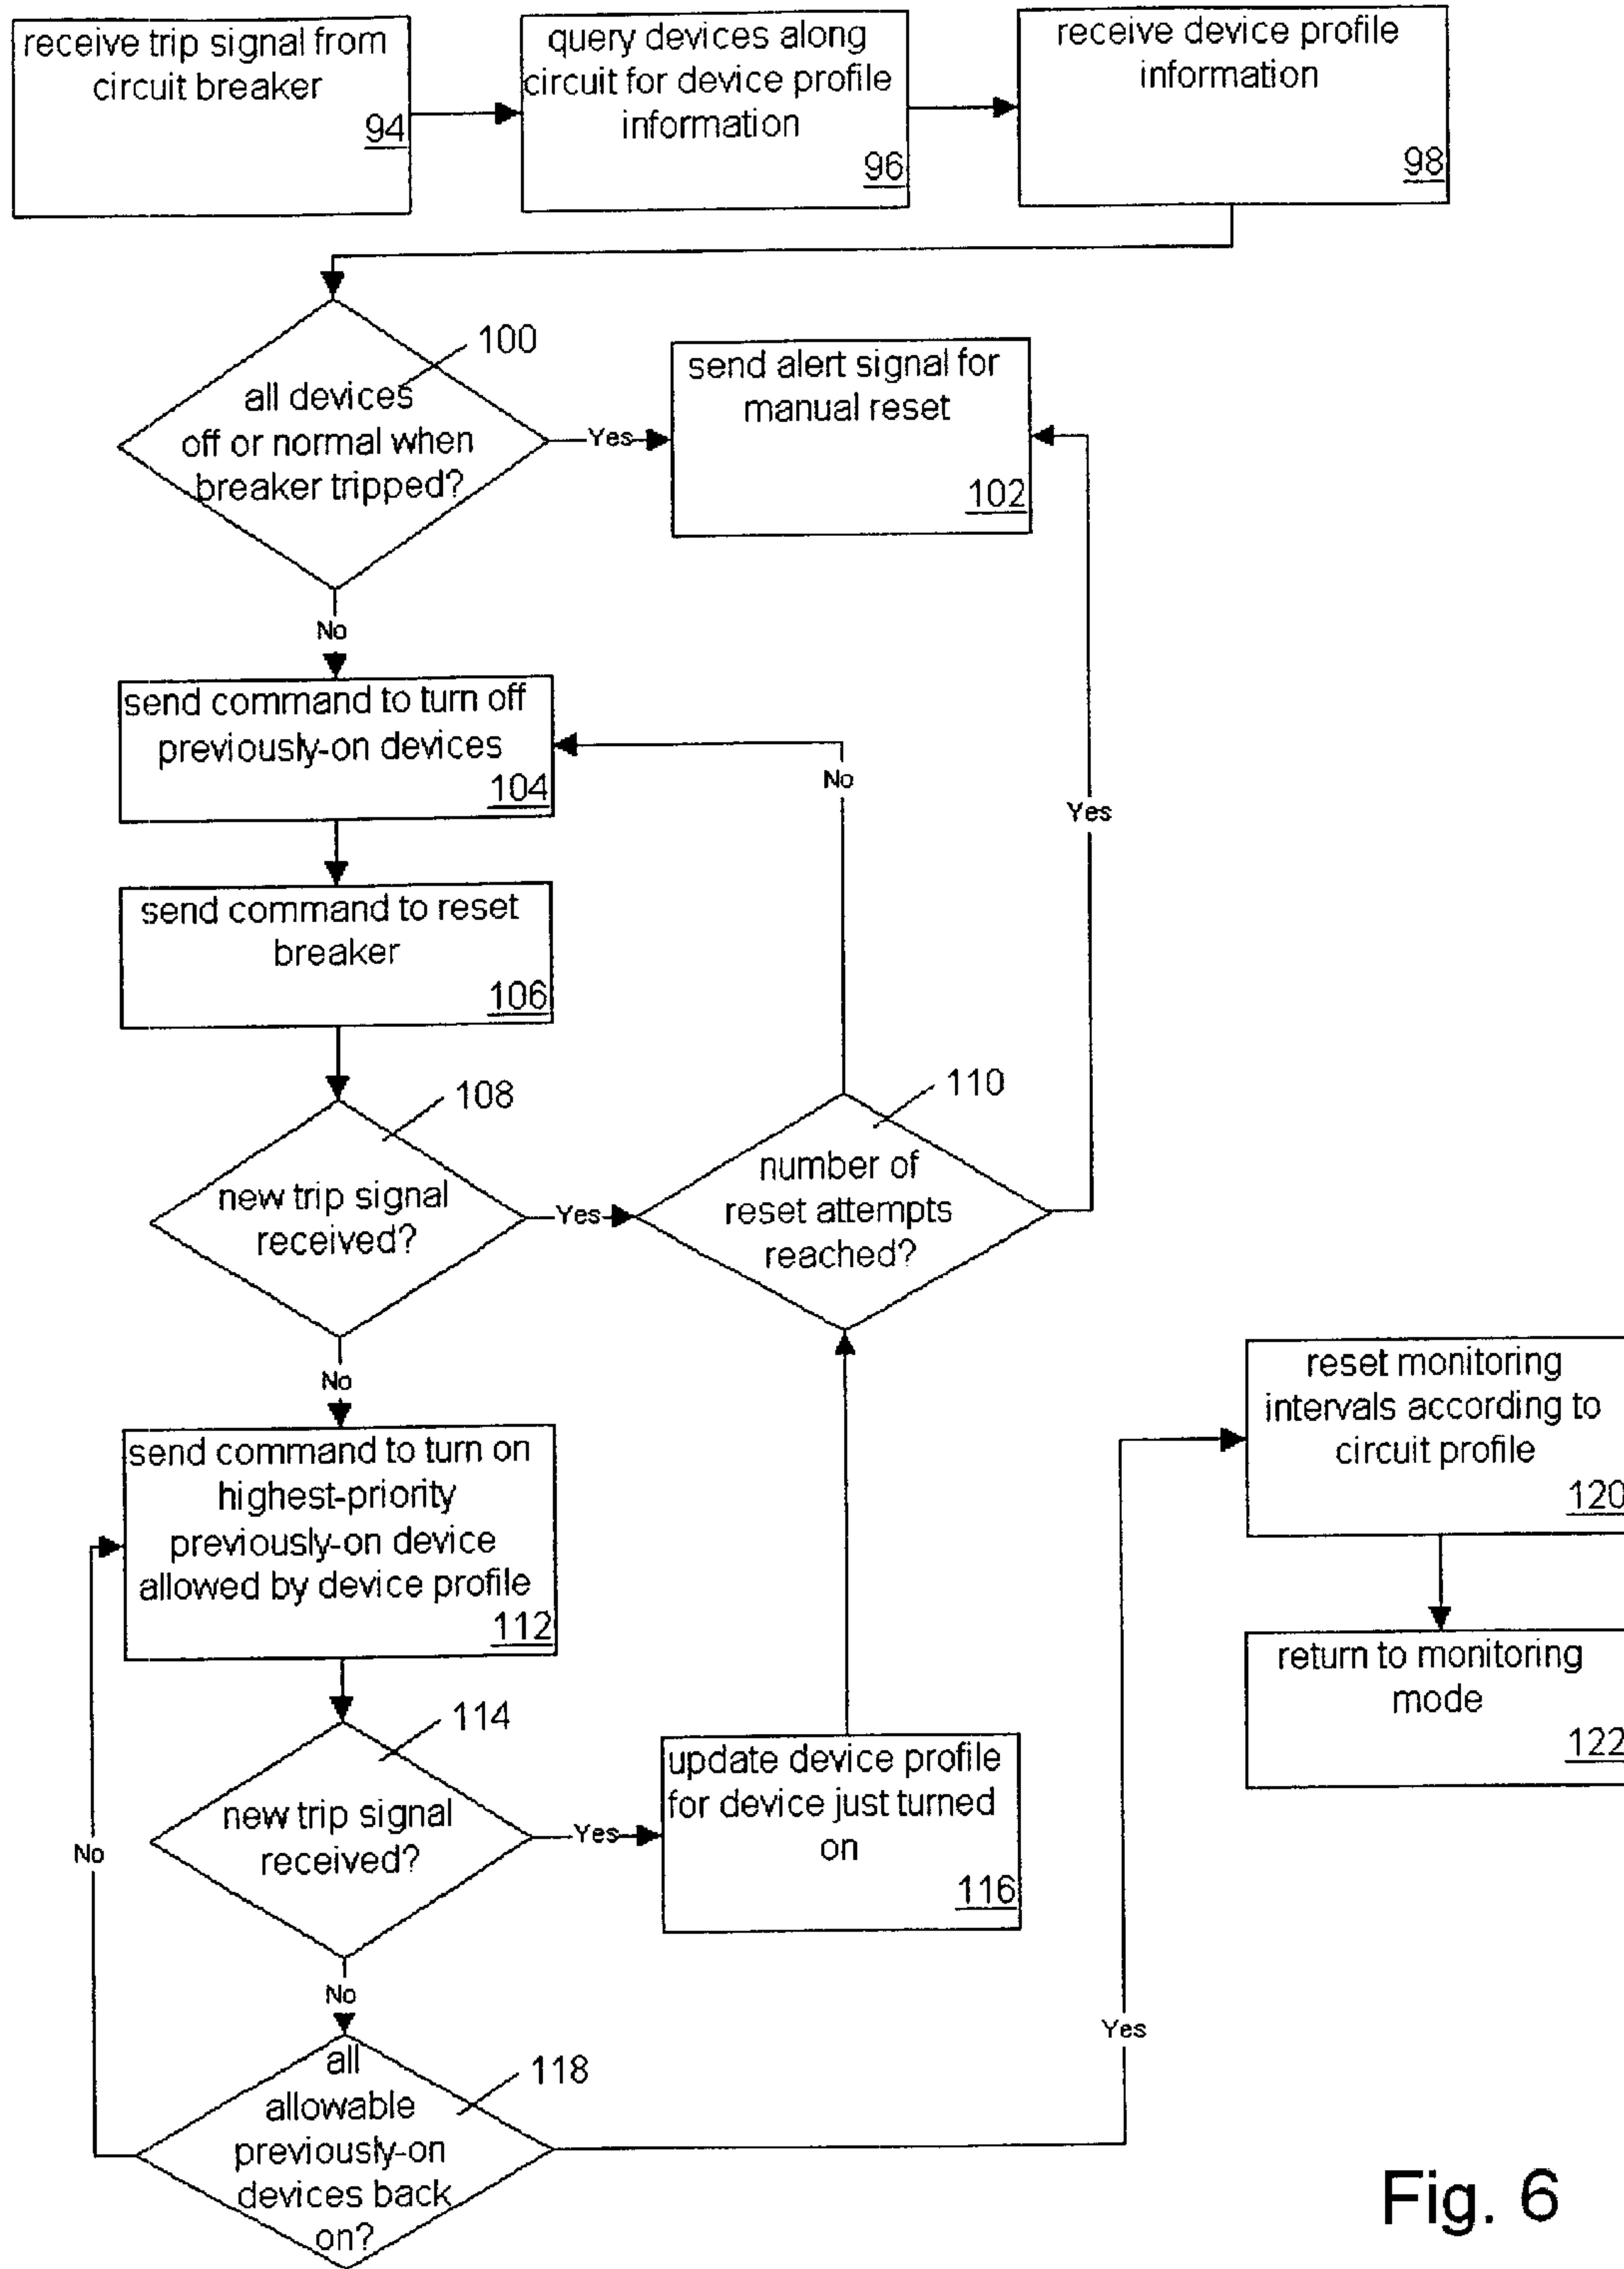 receive trip signal from
circuit breaker
94
query devices along
circuit for device profile
information
96
receive device profile
information
98
100
all devices
off or normal when
breaker tripped?
Yes
send alert signal for
manual reset
102
No
send command to turn off
previously-on devices
104
No
Yes
send command to reset
breaker
106
108
new trip signal
received?
Yes
110
number of
reset attempts
reached?
No
send command to turn on
highest-priority
previously-on device
allowed by device profile
112
reset monitoring
intervals according to
circuit profile
120
return to monitoring
mode
122
114
new trip signal
received?
Yes
update device profile
for device just turned
on
116
No
No
118
all
allowable
previously-on
devices back
on?
Yes
Fig. 6